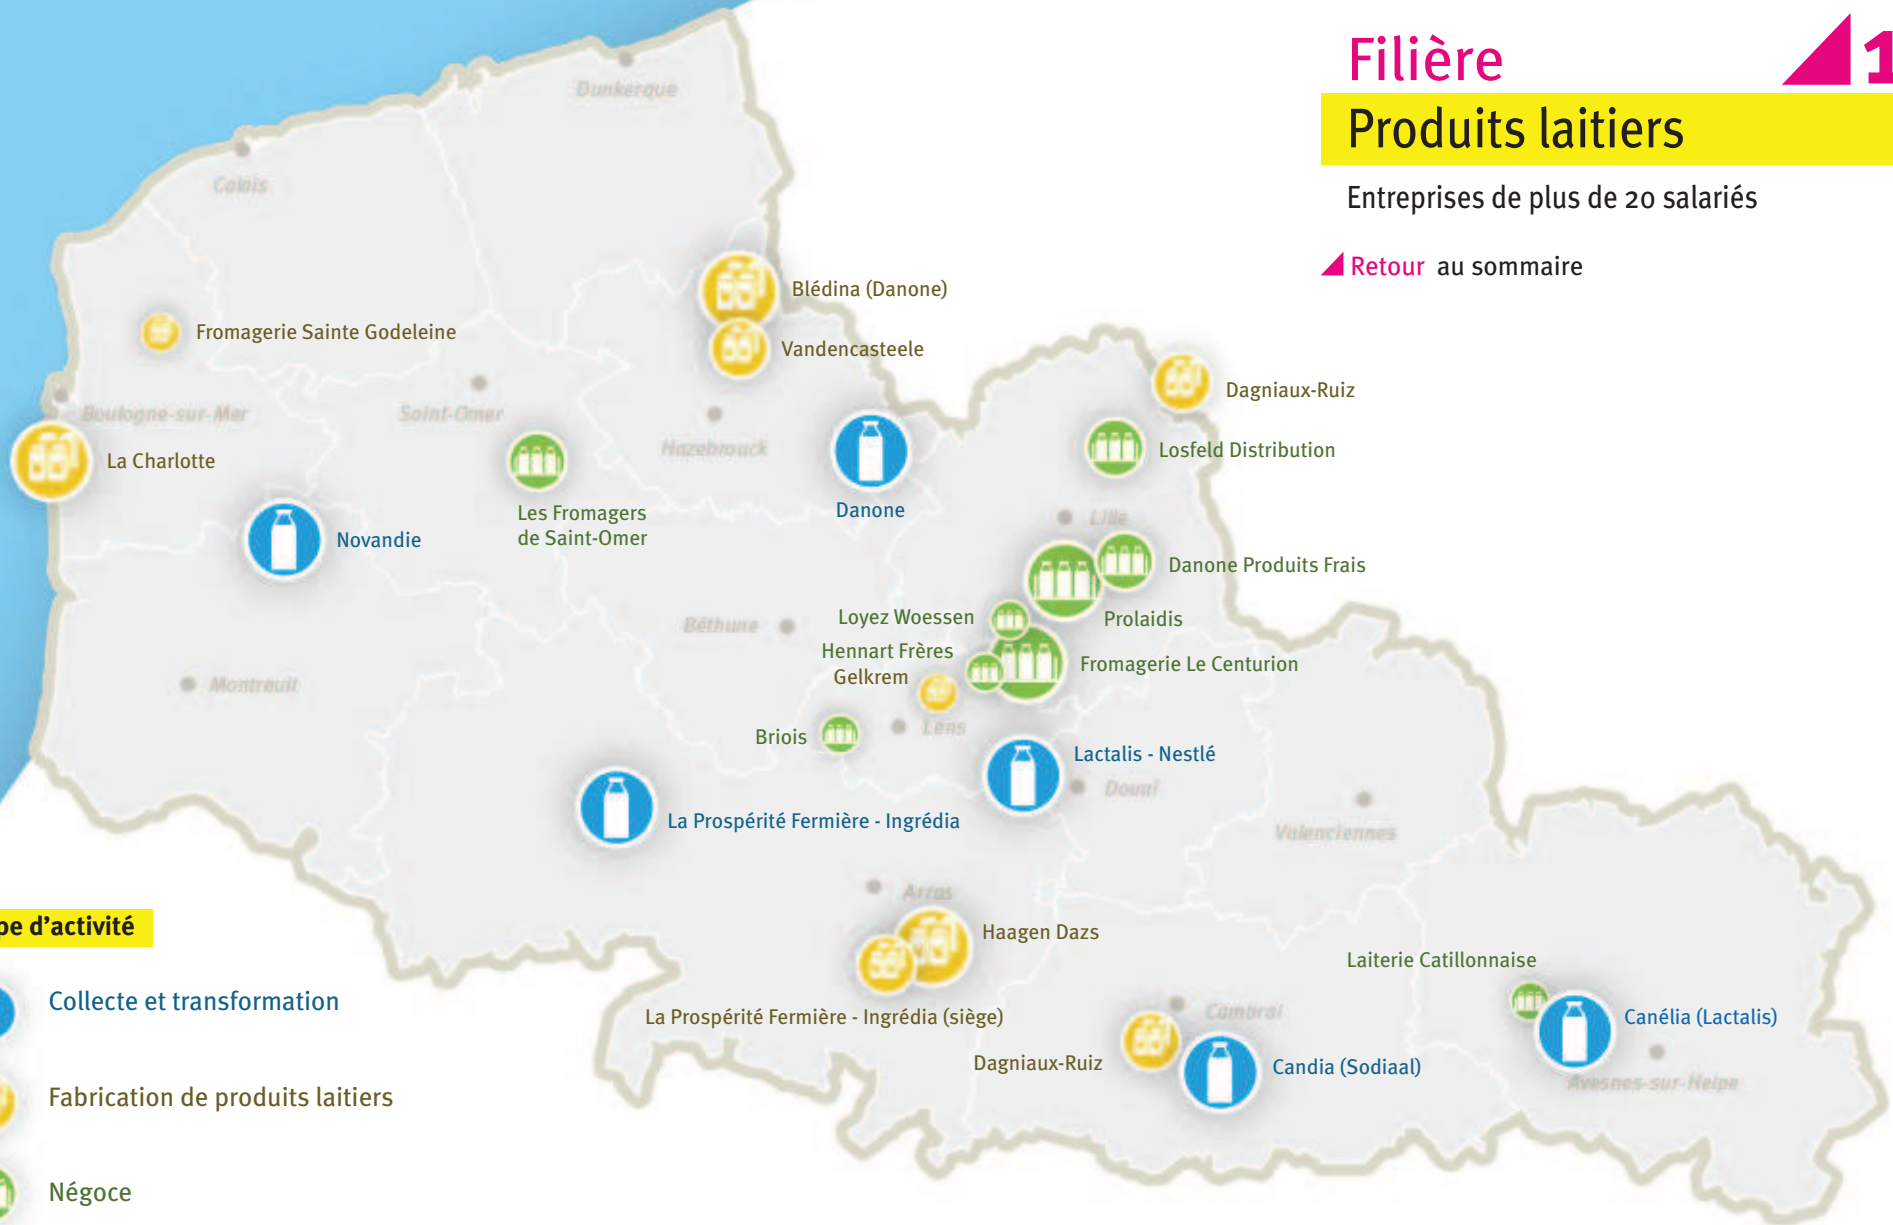 Filière
1
Produits laitiers
Entreprises de plus de 20 salariés
Retour au sommaire
Dunkerque
Calais
Blédina (Danone)
Fromagerie Sainte Godeleine
Vandencasteele
Dagniaux-Ruiz
Boulogne-sur-Mer
Saint-Omer
Hazebrouck
Losfeld Distribution
La Charlotte
Les Fromagers
de Saint-Omer
Danone
Lille
Novandie
Danone Produits Frais
Loyez Woessen
Prolaidis
Béthune
Hennart Frères
Fromagerie Le Centurion
Gelkrem
Montreuil
Lens
Briois
Lactalis - Nestlé
Douai
La Prospérité Fermière - Ingrédia
Valenciennes
Arras
Haagen Dazs
Laiterie Catillonnaise
La Prospérité Fermière - Ingrédia (siège)
Cambrai
Canélia (Lactalis)
Dagniaux-Ruiz
Candia (Sodiaal)
Avesnes-sur-Helpe
pe d’activité
Collecte et transformation
Fabrication de produits laitiers
Négoce